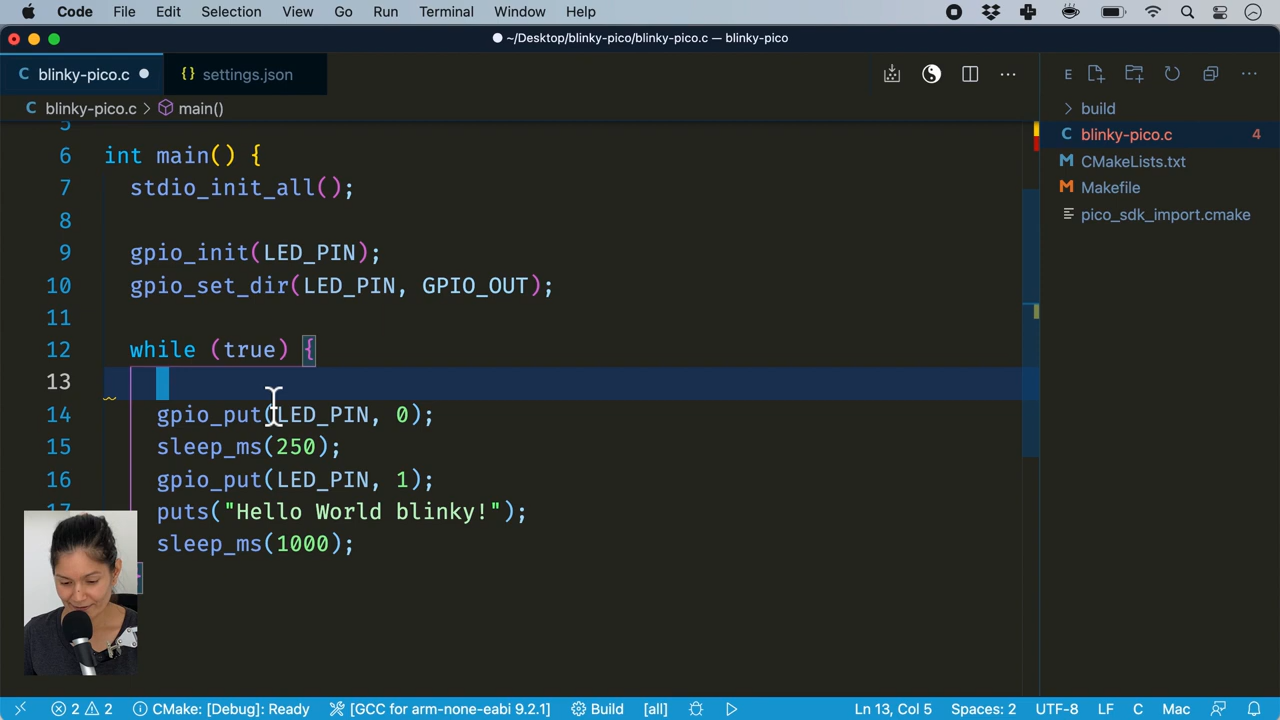 Code File Edit Selection View Go Run Terminal Window Help
~/Desktop/blinky-pico/blinky-pico.c — blinky-pico
C blinky-pico.c
{} settings.json
E
C blinky-pico.c > main()
build
C blinky-pico.c 4
M CMakeLists.txt
M Makefile
pico_sdk_import.cmake
5
6 int main() {
7 stdio_init_all();
8
9 gpio_init(LED_PIN);
10 gpio_set_dir(LED_PIN, GPIO_OUT);
11
12 while (true) {
13
14 gpio_put(LED_PIN, 0);
15 sleep_ms(250);
16 gpio_put(LED_PIN, 1);
17 puts("Hello World blinky!");
sleep_ms(1000);
}
2 2 CMake: [Debug]: Ready [GCC for arm-none-eabi 9.2.1] Build [all] Ln 13, Col 5 Spaces: 2 UTF-8 LF C Mac